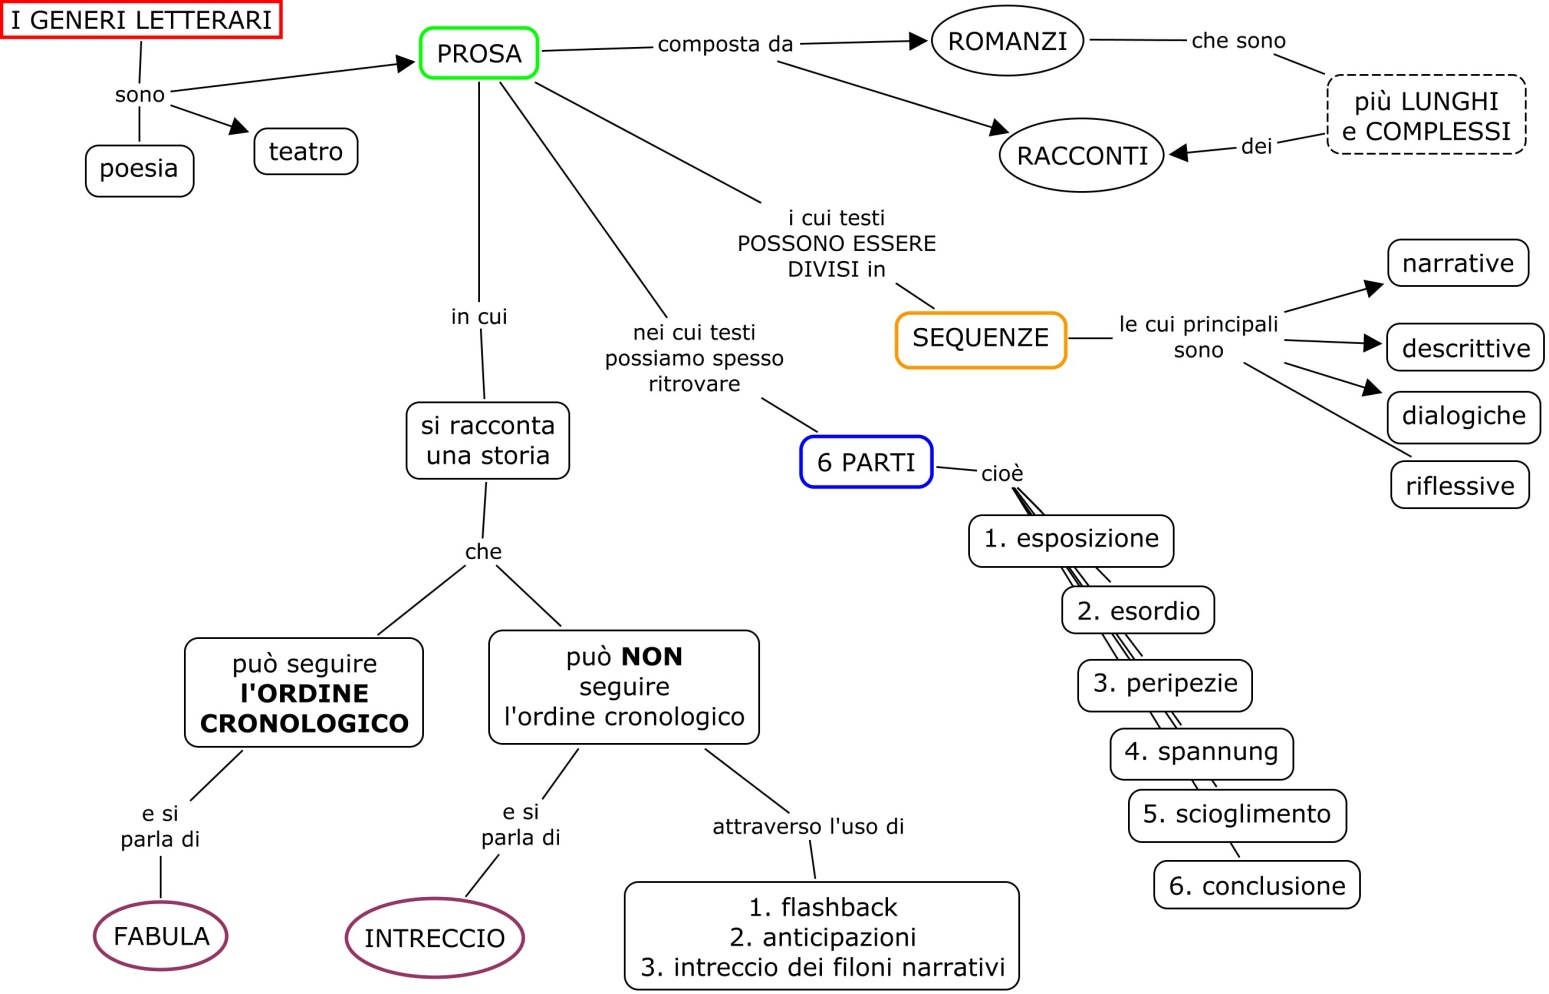 I GENERI LETTERARI
sono
poesia
teatro
PROSA
composta da
ROMANZI
che sono
più LUNGHI
e COMPLESSI
dei
RACCONTI
i cui testi
POSSONO ESSERE
DIVISI in
SEQUENZE
le cui principali
sono
narrative
descrittive
dialogiche
riflessive
nei cui testi
possiamo spesso
ritrovare
6 PARTI
cioè
1. esposizione
2. esordio
3. peripezie
4. spannung
5. scioglimento
6. conclusione
in cui
si racconta
una storia
che
può seguire
l'ORDINE
CRONOLOGICO
e si
parla di
FABULA
può NON
seguire
l'ordine cronologico
e si
parla di
INTRECCIO
attraverso l'uso di
1. flashback
2. anticipazioni
3. intreccio dei filoni narrativi